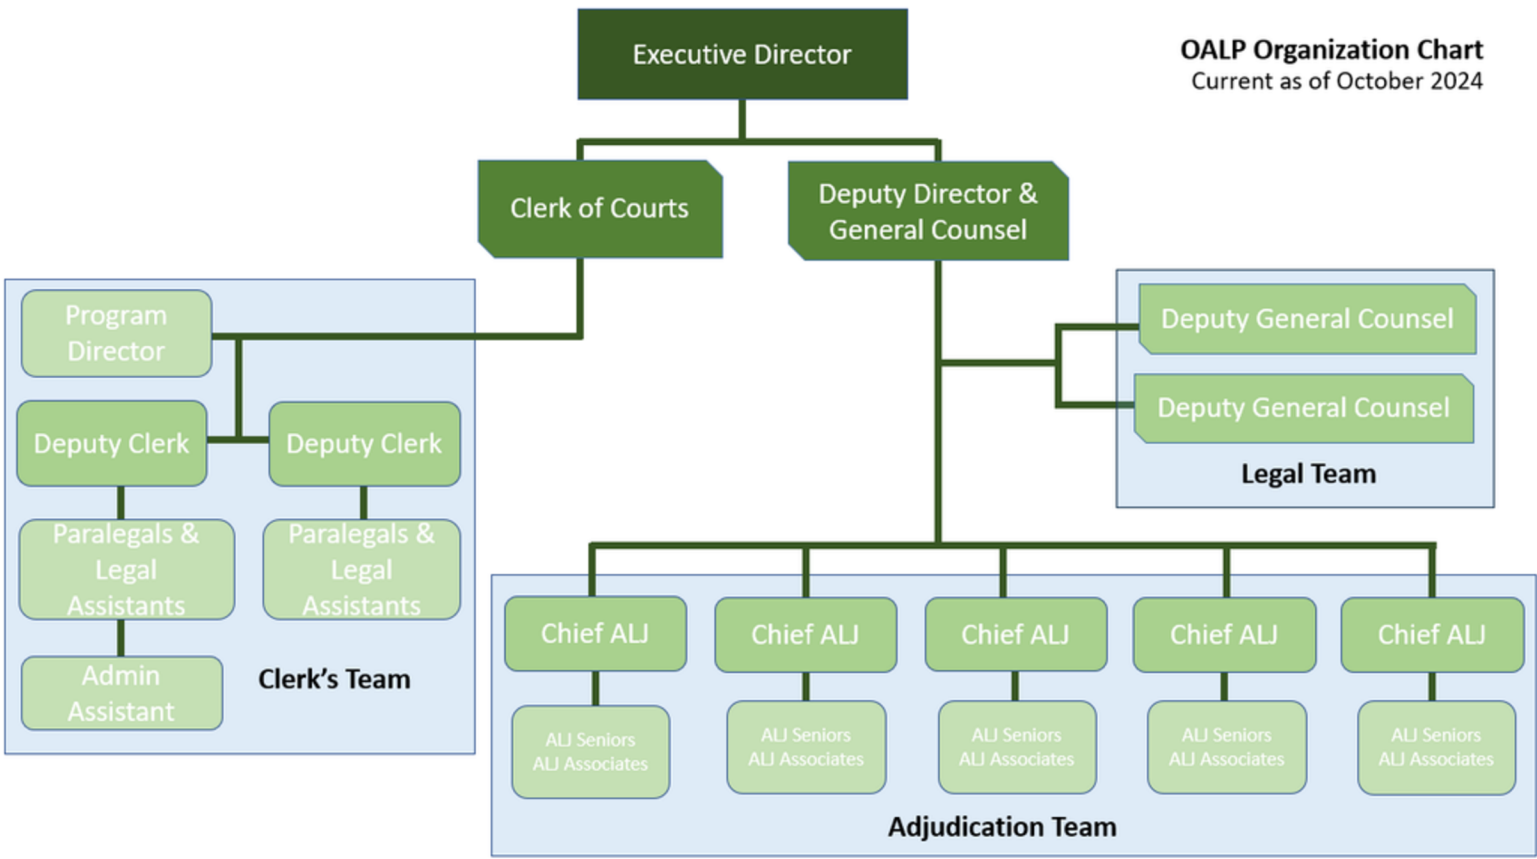 Executive Director
OALP Organization Chart
Current as of October 2024
Clerk of Courts
Deputy Director &
General Counsel
Program
Director
Deputy Clerk
Deputy Clerk
Paralegals &
Legal
Assistants
Paralegals &
Legal
Assistants
Admin
Assistant
Clerk’s Team
Deputy General Counsel
Deputy General Counsel
Legal Team
Chief ALJ
Chief ALJ
Chief ALJ
Chief ALJ
Chief ALJ
ALJ Seniors
ALJ Associates
ALJ Seniors
ALJ Associates
ALJ Seniors
ALJ Associates
ALJ Seniors
ALJ Associates
ALJ Seniors
ALJ Associates
Adjudication Team